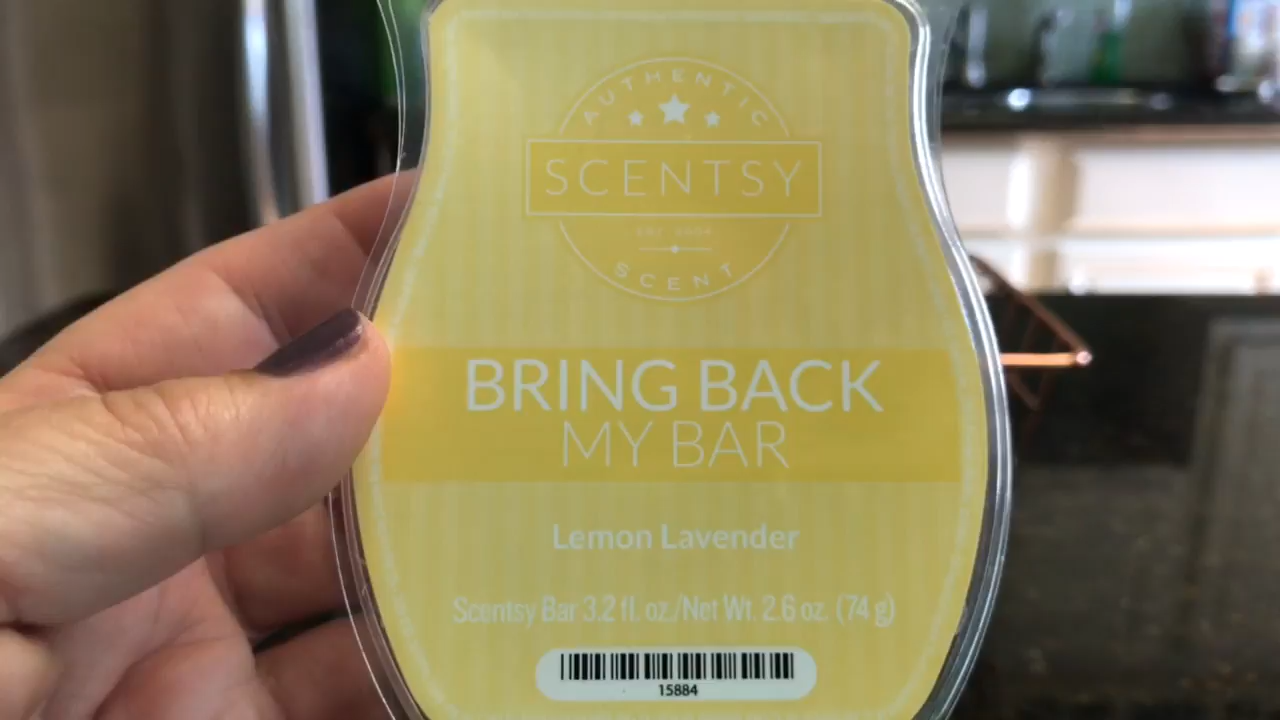 AUTHENTIC
SCENTSY
EST. 2004
SCENT
BRING BACK
MY BAR
Lemon Lavender
Scentsy Bar 3.2 fl. oz./Net Wt. 2.6 oz. (74 g)
15884